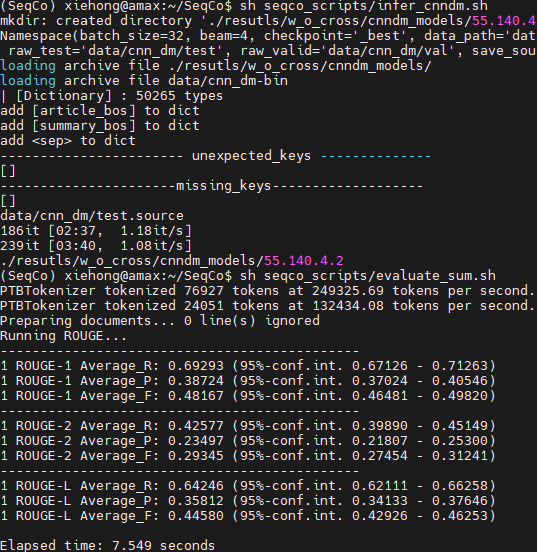 (SeqCo) xiehong@amax:~/SeqCo$ sh seqco_scripts/infer_cnndm.sh
mkdir: created directory './resutls/w_o_cross/cnndm_models/55.140.4
Namespace(batch_size=32, beam=4, checkpoint='_best', data_path='dat
raw_test='data/cnn_dm/test', raw_valid='data/cnn_dm/val', save_sou
loading archive file ./resutls/w_o_cross/cnndm_models/
loading archive file data/cnn_dm-bin
| [Dictionary] : 50265 types
add [article_bos] to dict
add [summary_bos] to dict
add <sep> to dict
----------------------- unexpected_keys --------------
[]
----------------------missing_keys-------------------
[]
data/cnn_dm/test.source
186it [02:37,  1.18it/s]
239it [03:40,  1.08it/s]
./resutls/w_o_cross/cnndm_models/55.140.4.2
(SeqCo) xiehong@amax:~/SeqCo$ sh seqco_scripts/evaluate_sum.sh
PTBTokenizer tokenized 76927 tokens at 249325.69 tokens per second.
PTBTokenizer tokenized 24051 tokens at 132434.08 tokens per second.
Preparing documents... 0 line(s) ignored
Running ROUGE...
---------------------------------------------
1 ROUGE-1 Average_R: 0.69293 (95%-conf.int. 0.67126 - 0.71263)
1 ROUGE-1 Average_P: 0.38724 (95%-conf.int. 0.37024 - 0.40546)
1 ROUGE-1 Average_F: 0.48167 (95%-conf.int. 0.46481 - 0.49820)
---------------------------------------------
1 ROUGE-2 Average_R: 0.42577 (95%-conf.int. 0.39890 - 0.45149)
1 ROUGE-2 Average_P: 0.23497 (95%-conf.int. 0.21807 - 0.25300)
1 ROUGE-2 Average_F: 0.29345 (95%-conf.int. 0.27454 - 0.31241)
---------------------------------------------
1 ROUGE-L Average_R: 0.64246 (95%-conf.int. 0.62111 - 0.66258)
1 ROUGE-L Average_P: 0.35812 (95%-conf.int. 0.34133 - 0.37646)
1 ROUGE-L Average_F: 0.44580 (95%-conf.int. 0.42926 - 0.46253)
Elapsed time: 7.549 seconds